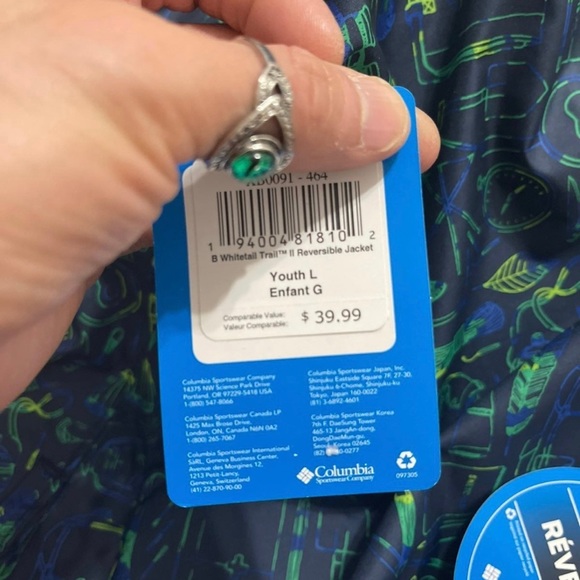 0091 - 464
1 94004 81810 2
B Whitetail Trail™ II Reversible Jacket
Youth L
Enfant G
Comparable Value:
Valeur Comparable:
$ 39.99
Columbia Sportswear Company
14375 NW Science Park Drive
Portland, OR 97229-5418 USA
1-(800) 547-8066
Columbia Sportswear Canada LP
1425 Max Brose Drive,
London, ON, Canada N6N 0A2
1-(800) 265-7067
Columbia Sportswear International
SàRL, Geneva Business Center,
Avenue des Morgines 12,
1213 Petit-Lancy,
Geneva, Switzerland
(41) 22-870-90-00
Columbia Sportswear Japan, Inc.
Shinjuku Eastside Square 7F, 27-30,
Shinjuku 6-Chome, Shinjuku-ku
Tokyo, Japan 160-0022
(81) 3-6892-4601
Columbia Sportswear Korea
7th F. DaeSung Tower
465-13 JangAn-dong,
DongDaeMun-gu,
Seoul, Korea 02645
(82) -0277
Columbia
Sportswear Company
097305
RÉV